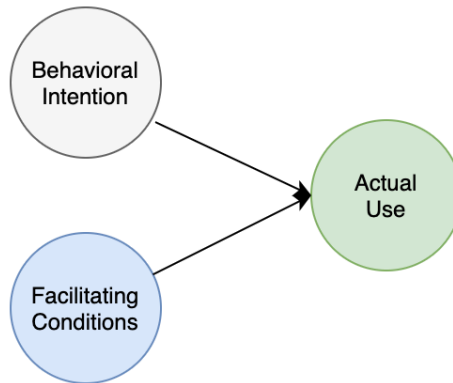 Behavioral
Intention
Actual
Use
Facilitating
Conditions